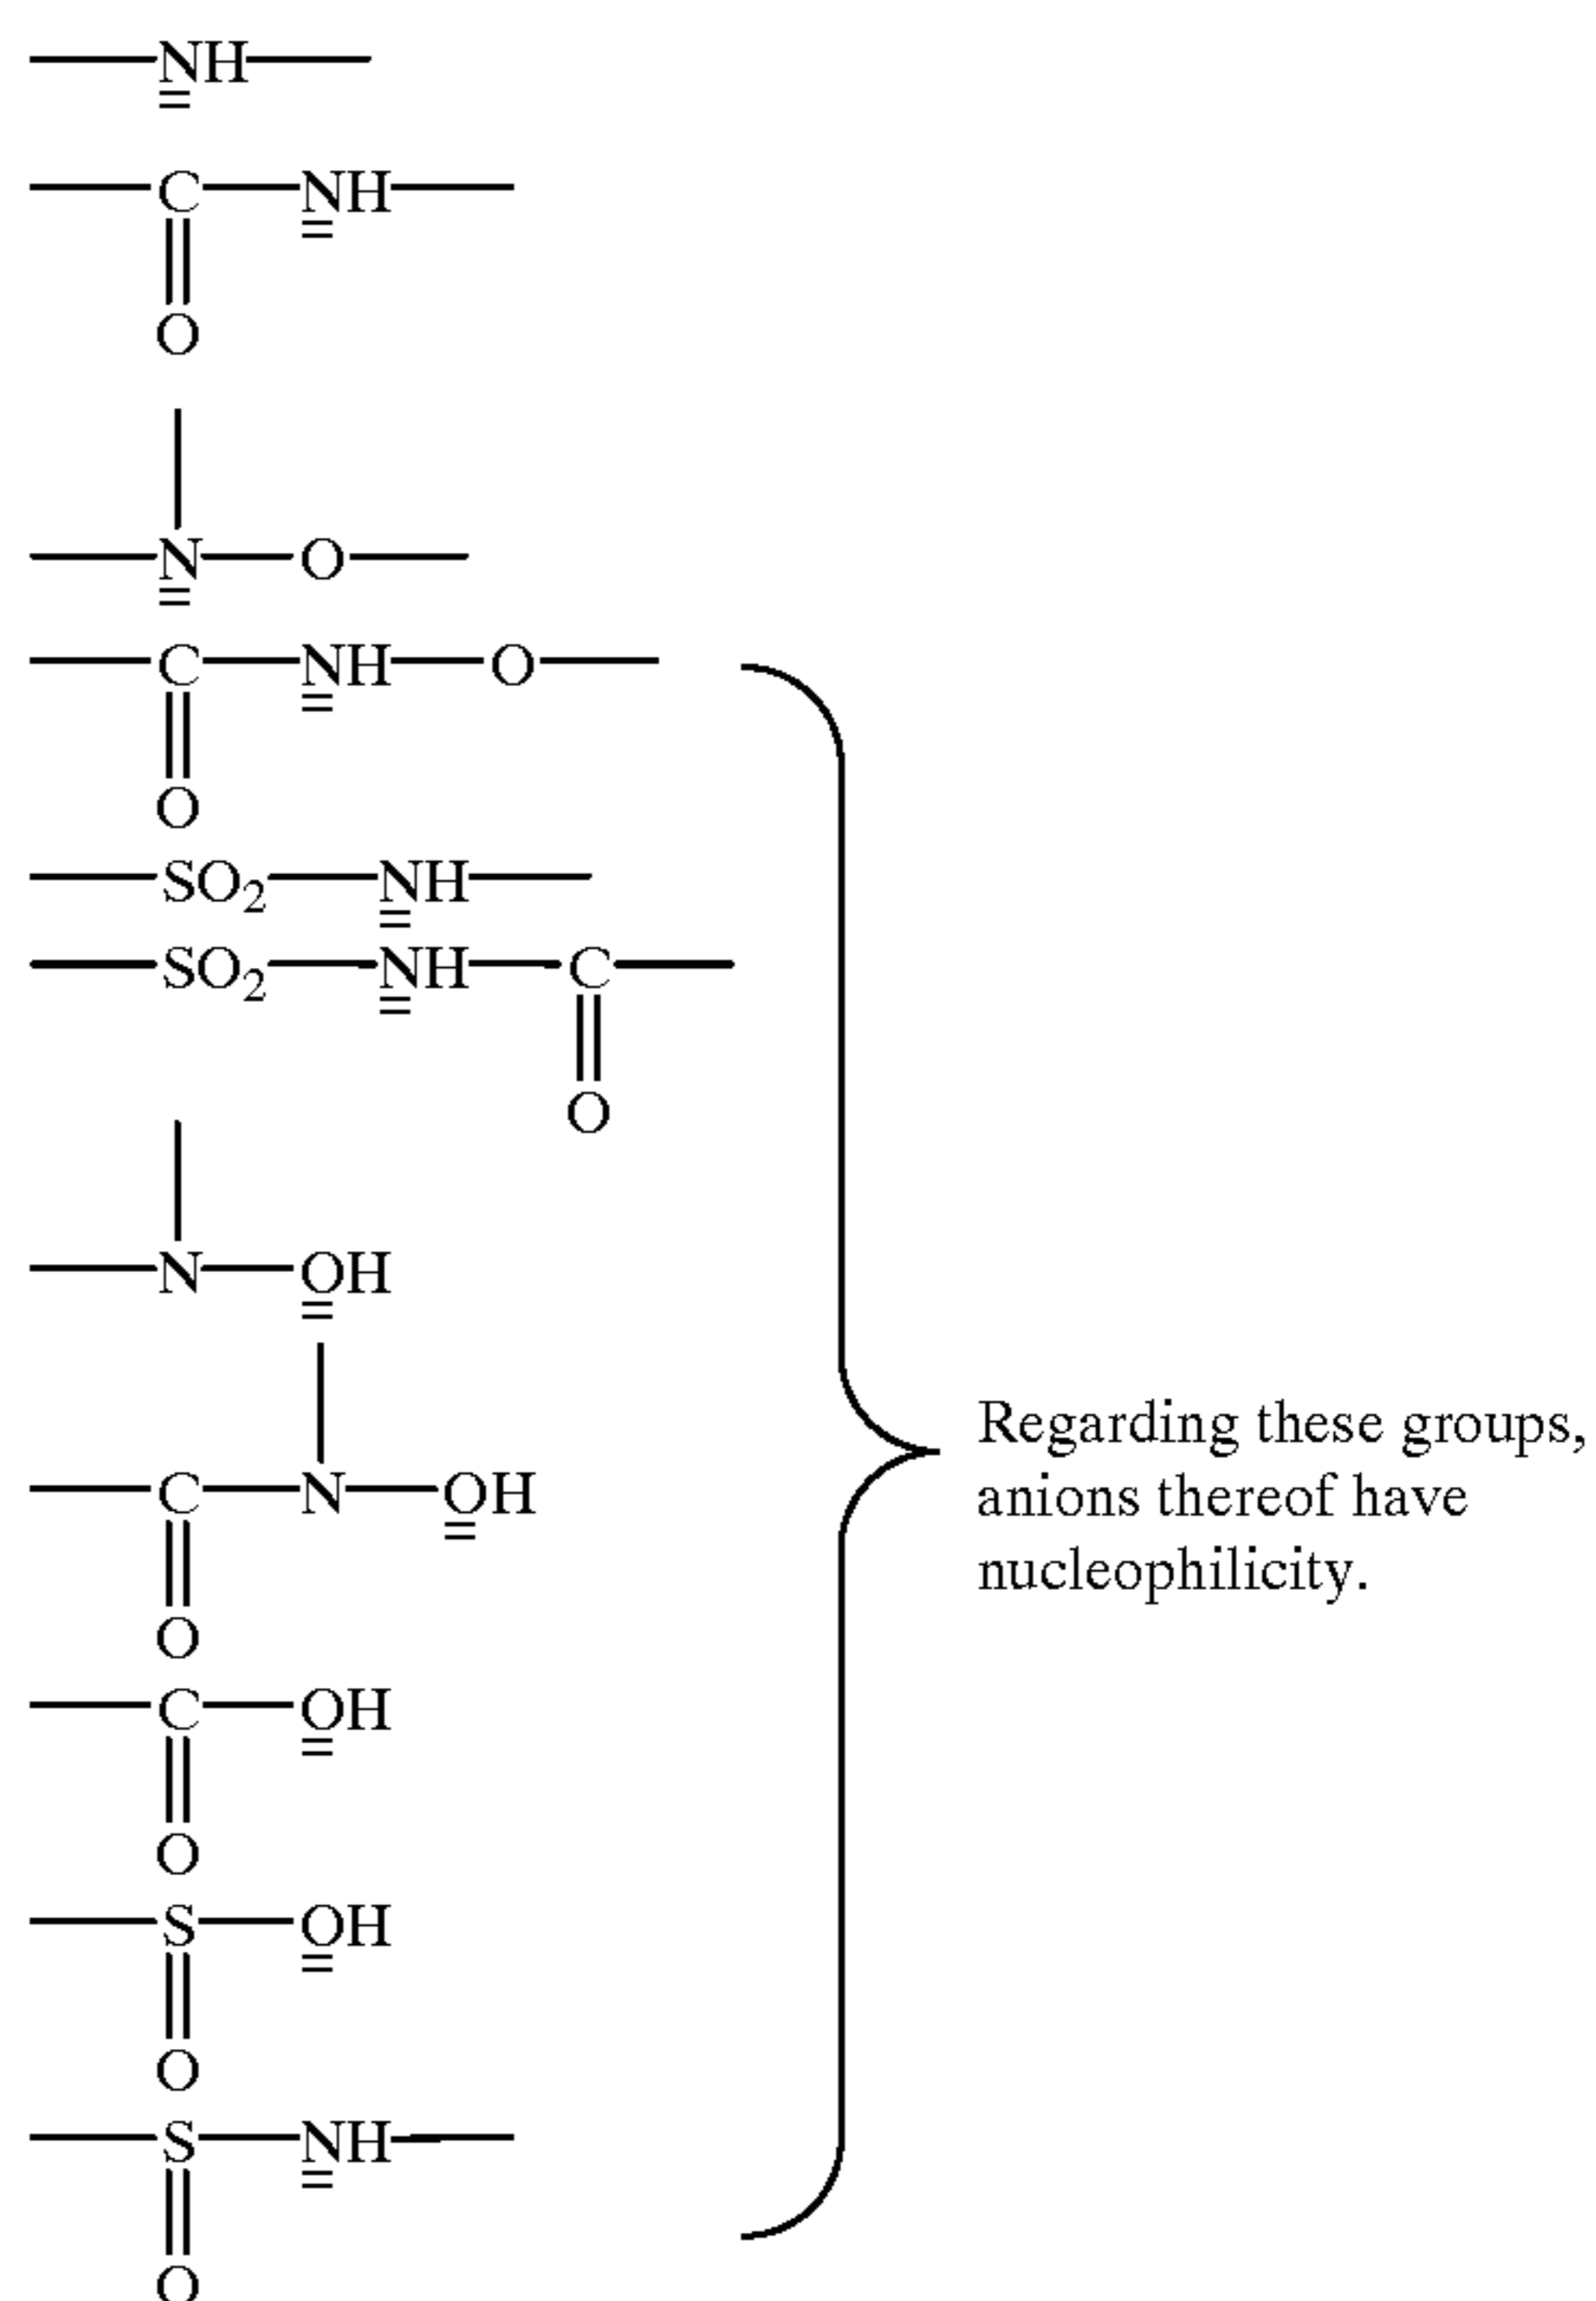 NH
C NH
O
N O
C NH O
O
SO2 NH
SO2 NH C
O
N OH
C N OH
O
C OH
O
S OH
O
S NH
O
Regarding these groups,
anions thereof have
nucleophilicity.